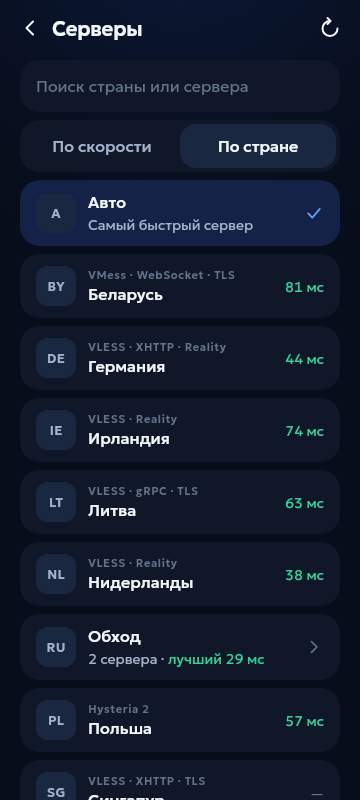 Серверы
Поиск страны или сервера
По скорости
По стране
A
Авто
Самый быстрый сервер
BY
VMess · WebSocket · TLS
Беларусь
81 мс
DE
VLESS · XHTTP · Reality
Германия
44 мс
IE
VLESS · Reality
Ирландия
74 мс
LT
VLESS · gRPC · TLS
Литва
63 мс
NL
VLESS · Reality
Нидерланды
38 мс
RU
Обход
2 сервера · лучший 29 мс
PL
Hysteria 2
Польша
57 мс
SG
VLESS · XHTTP · TLS
Сингапур
—